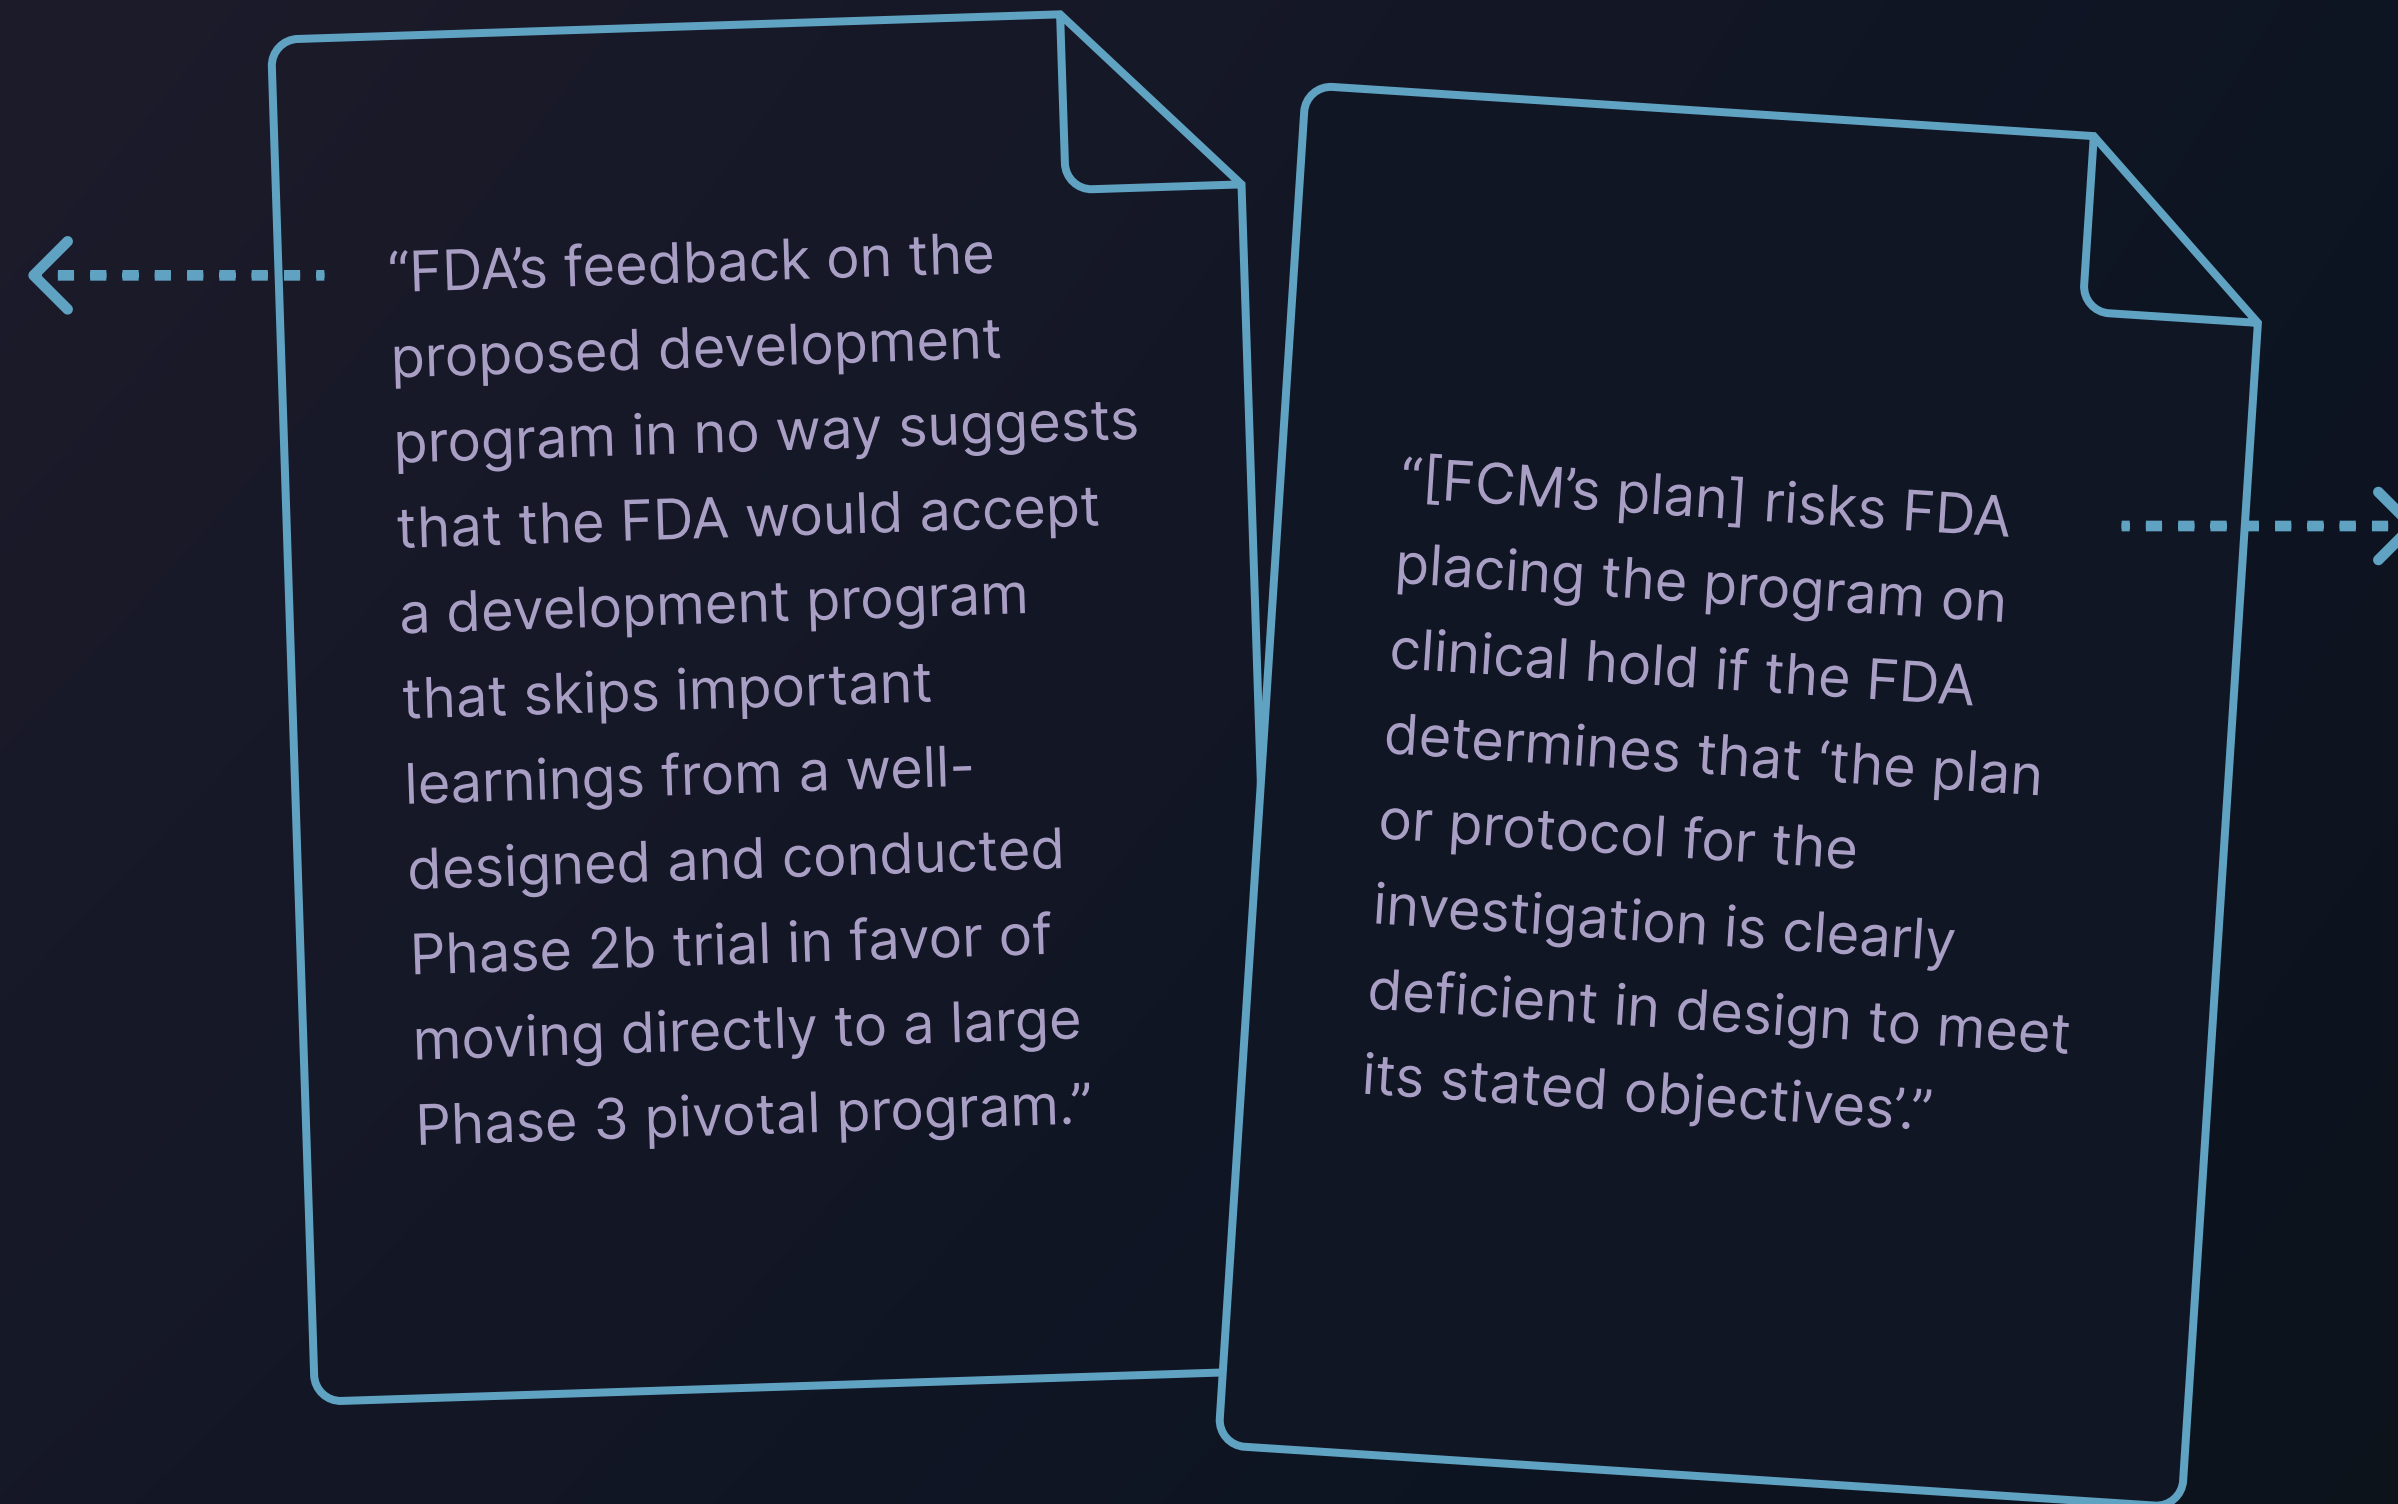 “FDA’s feedback on the
proposed development
program in no way suggests
that the FDA would accept
a development program
that skips important
learnings from a well-
designed and conducted
Phase 2b trial in favor of
moving directly to a large
Phase 3 pivotal program.”
“[FCM’s plan] risks FDA
placing the program on
clinical hold if the FDA
determines that ‘the plan
or protocol for the
investigation is clearly
deficient in design to meet
its stated objectives’.”